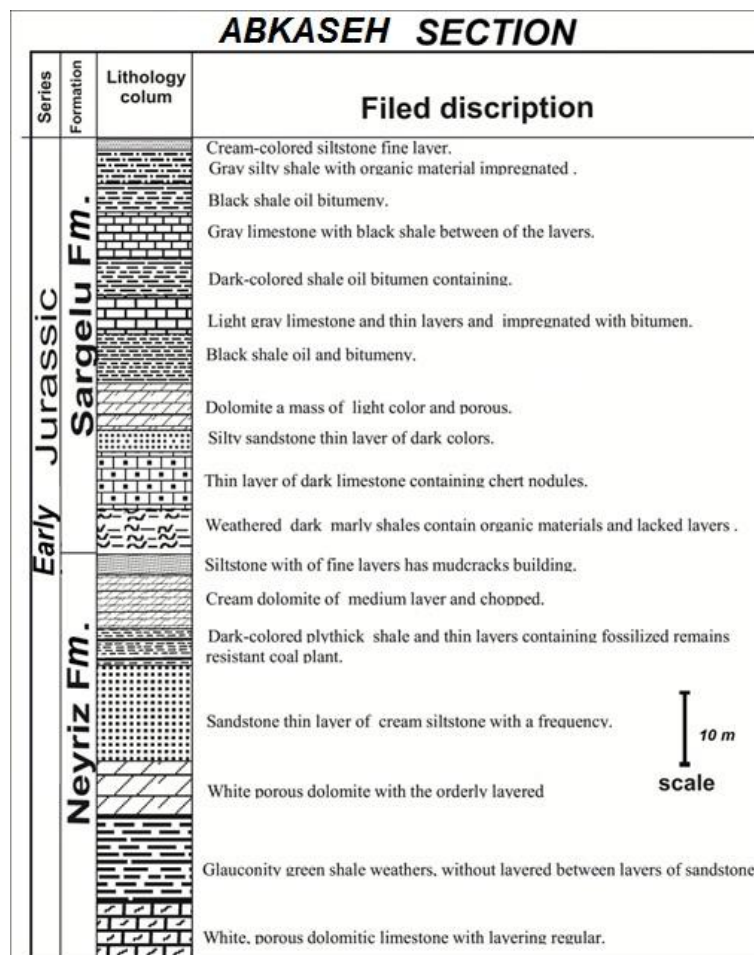 ABKASEH SECTION
Series
Formation
Lithology
colum
Filed discription
Early Jurassic
Sargelu Fm.
Neyriz Fm.
Cream-colored siltstone fine layer.
Gray silty shale with organic material impregnated .
Black shale oil bitumeny.
Gray limestone with black shale between of the layers.
Dark-colored shale oil bitumen containing.
Light gray limestone and thin layers and impregnated with bitumen.
Black shale oil and bitumeny.
Dolomite a mass of light color and porous.
Silty sandstone thin layer of dark colors.
Thin layer of dark limestone containing chert nodules.
Weathered dark marly shales contain organic materials and lacked layers .
Siltstone with of fine layers has mudcracks building.
Cream dolomite of medium layer and chopped.
Dark-colored plythick shale and thin layers containing fossilized remains
resistant coal plant.
Sandstone thin layer of cream siltstone with a frequency.
10 m
scale
White porous dolomite with the orderly layered
Glauconity green shale weathers, without layered between layers of sandstone
White, porous dolomitic limestone with layering regular.